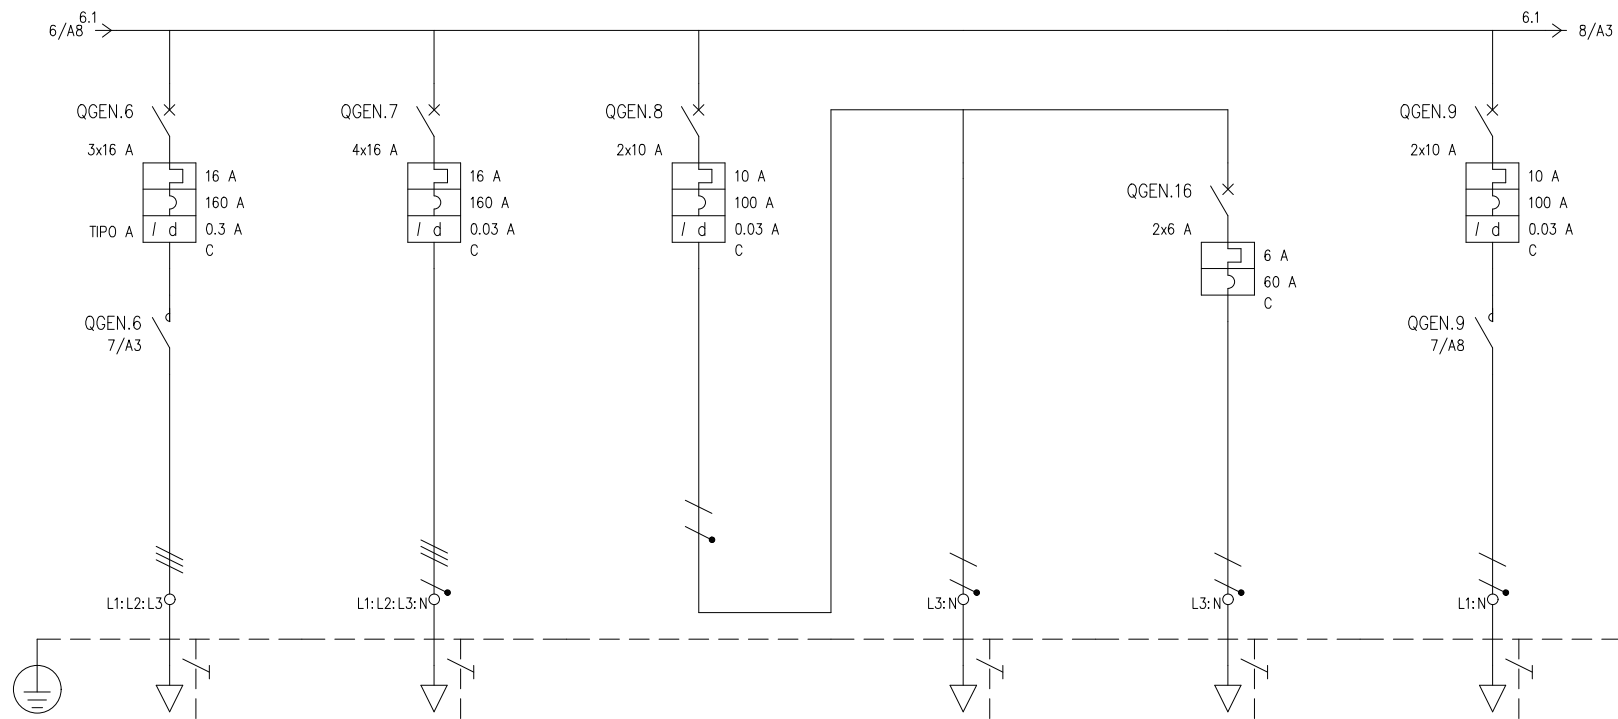 6.1
6/A8
6.1
8/A3
QGEN.6
3x16 A
16 A
160 A
TIPO A
I d
0.3 A
C
QGEN.6
7/A3
L1:L2:L3
QGEN.7
4x16 A
16 A
160 A
I d
0.03 A
C
L1:L2:L3:N
QGEN.8
2x10 A
10 A
100 A
I d
0.03 A
C
L3:N
QGEN.16
2x6 A
6 A
60 A
C
L3:N
QGEN.9
2x10 A
10 A
100 A
I d
0.03 A
C
QGEN.9
7/A8
L1:N